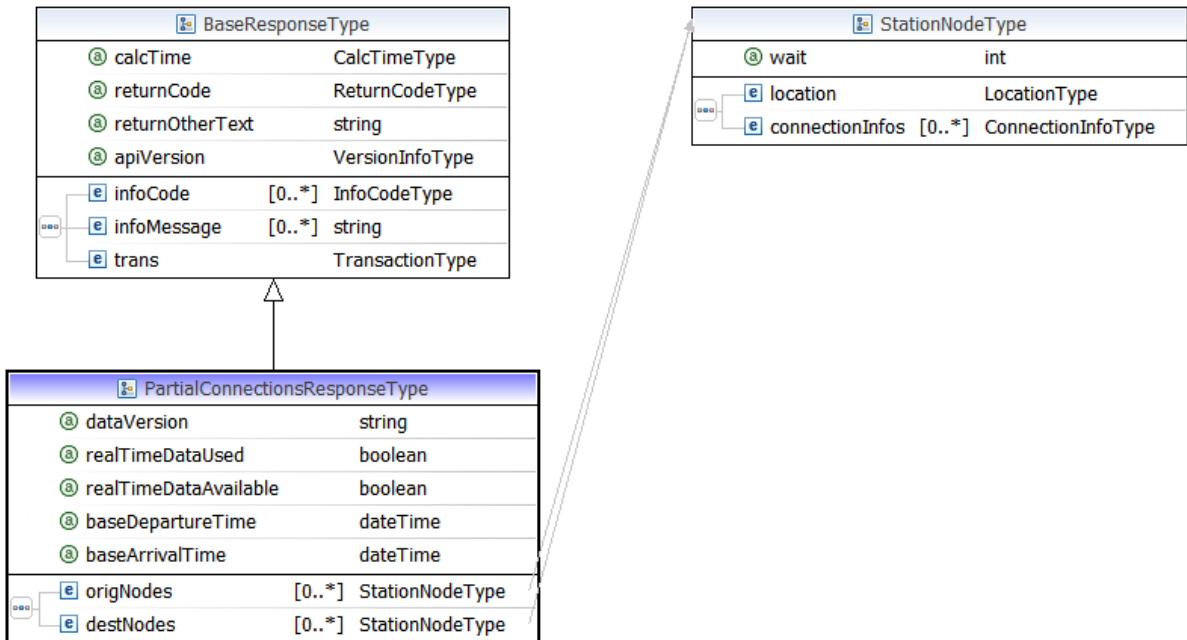 BaseResponseType
calcTime CalcTimeType
returnCode ReturnCodeType
returnOtherText string
apiVersion VersionInfoType
infoCode [0..*] InfoCodeType
infoMessage [0..*] string
trans TransactionType
StationNodeType
wait int
location LocationType
connectionInfos [0..*] ConnectionInfoType
PartialConnectionsResponseType
dataVersion string
realTimeDataUsed boolean
realTimeDataAvailable boolean
baseDepartureTime dateTime
baseArrivalTime dateTime
origNodes [0..*] StationNodeType
destNodes [0..*] StationNodeType